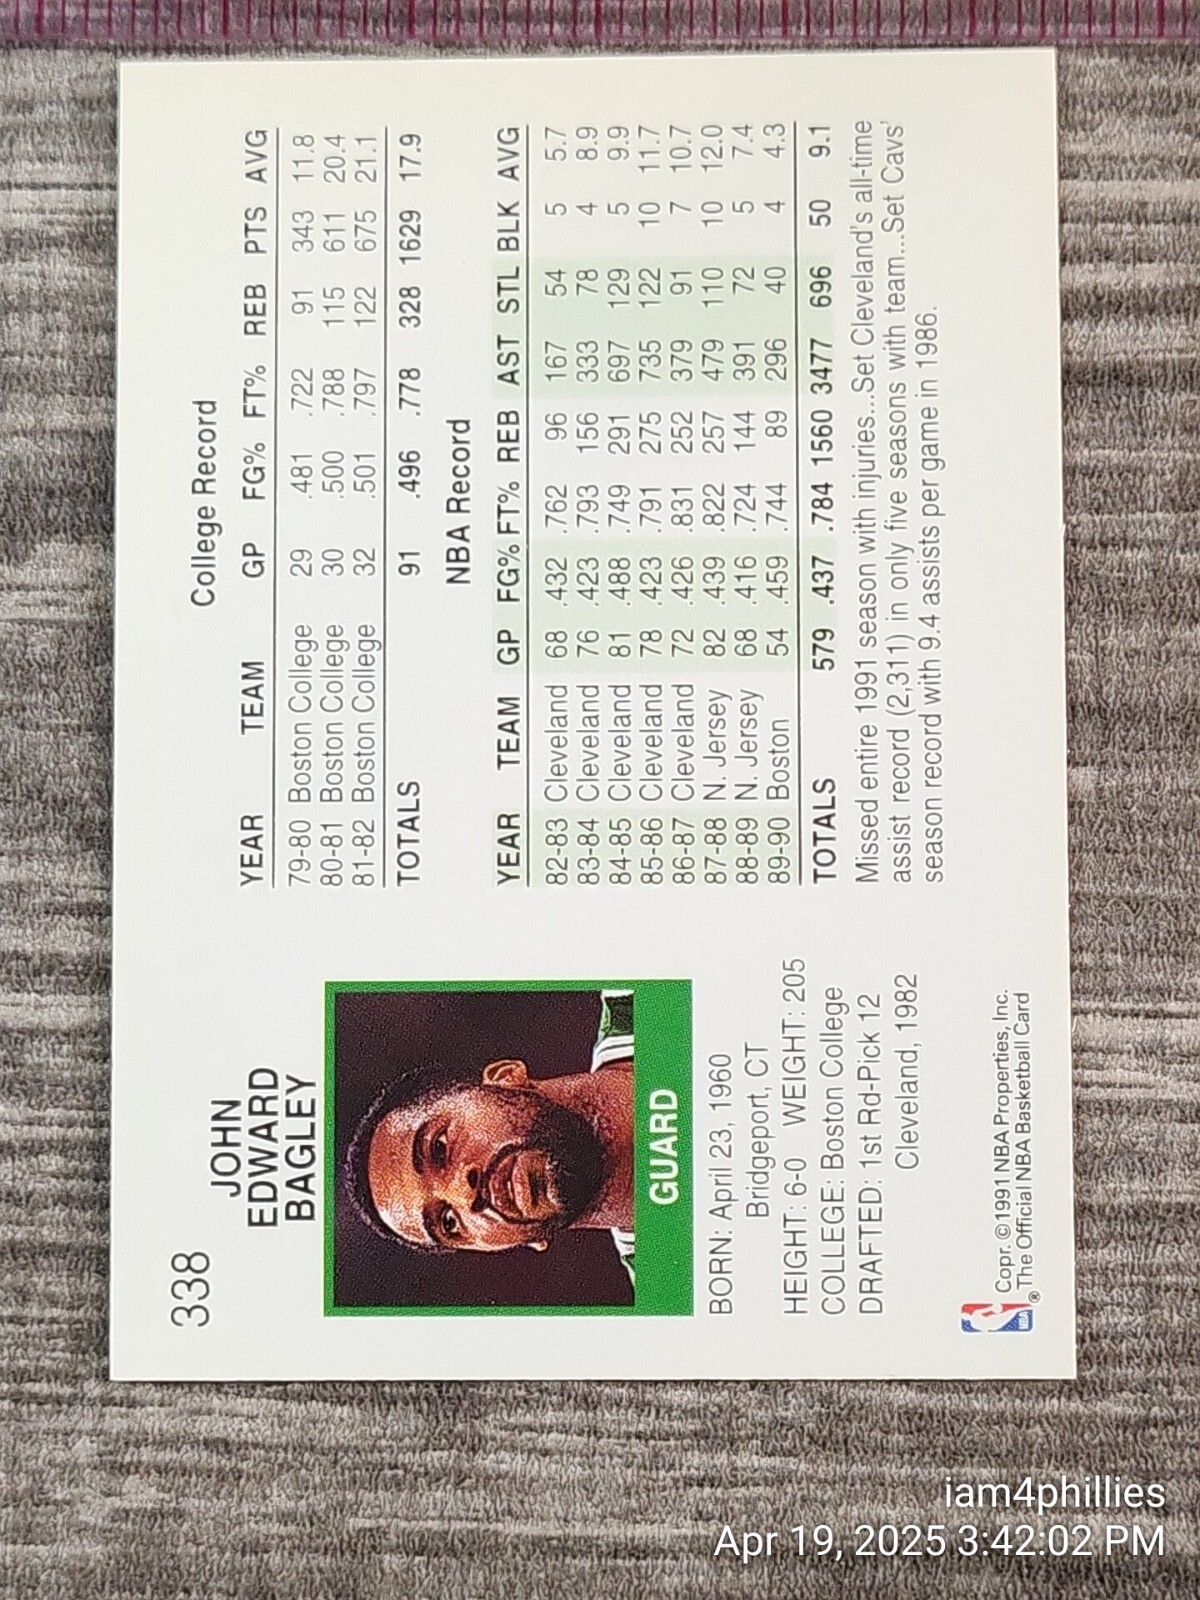 338
JOHN
EDWARD
BAGLEY
GUARD
BORN: April 23, 1960
Bridgeport, CT
HEIGHT: 6-0 WEIGHT: 205
COLLEGE: Boston College
DRAFTED: 1st Rd-Pick 12
Cleveland, 1982
NBA
Copr. ©1991 NBA Properties, Inc.
® The Official NBA Basketball Card
College Record
YEAR TEAM GP FG% FT% REB PTS AVG
79-80 Boston College 29 .481 .722 91 343 11.8
80-81 Boston College 30 .500 .788 115 611 20.4
81-82 Boston College 32 .501 .797 122 675 21.1
TOTALS 91 .496 .778 328 1629 17.9
NBA Record
YEAR TEAM GP FG% FT% REB AST STL BLK AVG
82-83 Cleveland 68 .432 .762 96 167 54 5 5.7
83-84 Cleveland 76 .423 .793 156 333 78 4 8.9
84-85 Cleveland 81 .488 .749 291 697 129 5 9.9
85-86 Cleveland 78 .423 .791 275 735 122 10 11.7
86-87 Cleveland 72 .426 .831 252 379 91 7 10.7
87-88 N. Jersey 82 .439 .822 257 479 110 10 12.0
88-89 N. Jersey 68 .416 .724 144 391 72 5 7.4
89-90 Boston 54 .459 .744 89 296 40 4 4.3
TOTALS 579 .437 .784 1560 3477 696 50 9.1
Missed entire 1991 season with injuries...Set Cleveland's all-time
assist record (2,311) in only five seasons with team...Set Cavs'
season record with 9.4 assists per game in 1986.
iam4phillies
Apr 19, 2025 3:42:02 PM